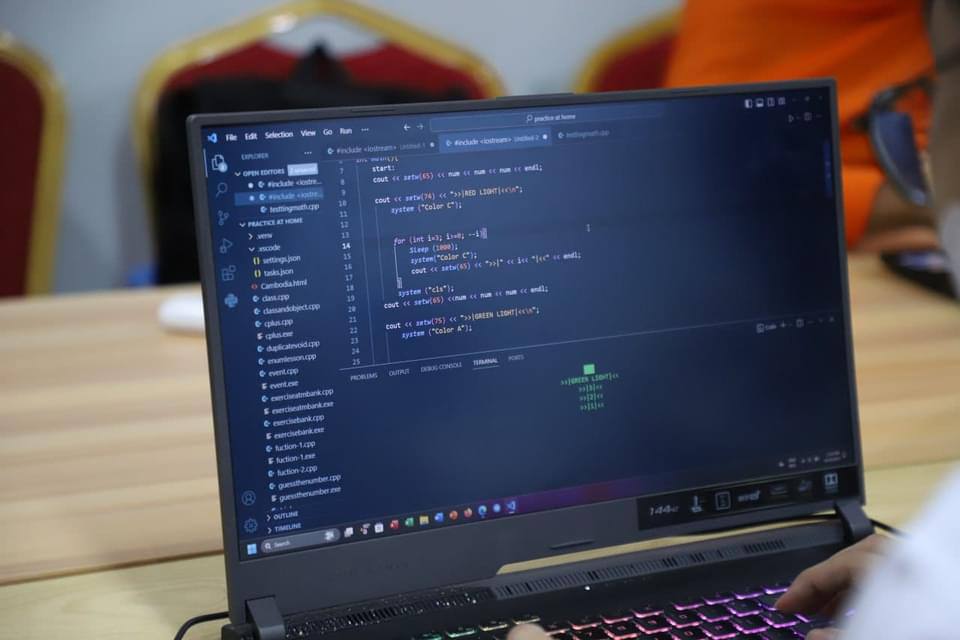 File Edit Selection View Go Run ...
practice at home
EXPLORER
#include <iostream> Untitled-1
#include <iostream> Untitled-2
testtingmath.cpp
OPEN EDITORS
#include <iostre...
#include <iostre...
testtingmath.cpp
PRACTICE AT HOME
.venv
.vscode
settings.json
tasks.json
Cambodia.html
class.cpp
classandobject.cpp
cplus.cpp
cplus.exe
duplicatevoid.cpp
enumlesson.cpp
event.cpp
event.exe
exerciseatmbank.cpp
exerciseatmbank.exe
exercisebank.cpp
exercisebank.exe
fuction-1.cpp
fuction-1.exe
fuction-2.cpp
guessthenumber.cpp
guessthenumber.exe
OUTLINE
TIMELINE
int main(){
7 start:
8 cout << setw(65) << num << num << num << endl;
9
10 cout << setw(74) << ">>|RED LIGHT|<<\n";
11 system ("Color C");
12
13
14 for (int i=3; i>=0; --i){
15 Sleep (1000);
16 system("Color C");
17 cout << setw(65) << ">>|" << i<< "|<<" << endl;
18 }
19 system ("cls");
20 cout << setw(65) <<num << num << num << endl;
21
22 cout << setw(75) << ">>|GREEN LIGHT|<<\n";
23 system ("Color A");
24
25
PROBLEMS OUTPUT DEBUG CONSOLE TERMINAL PORTS
Code
>>|GREEN LIGHT|<<
>>|3|<<
>>|2|<<
>>|1|<<
Search
144